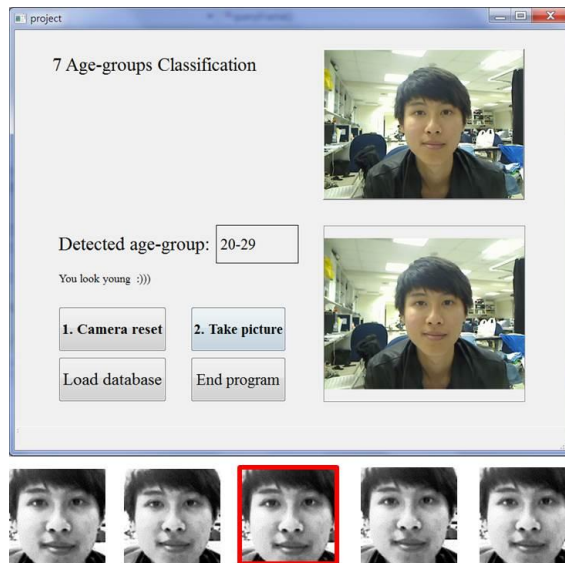 project
7 Age-groups Classification
Detected age-group: 20-29
You look young :)))
1. Camera reset
2. Take picture
Load database
End program